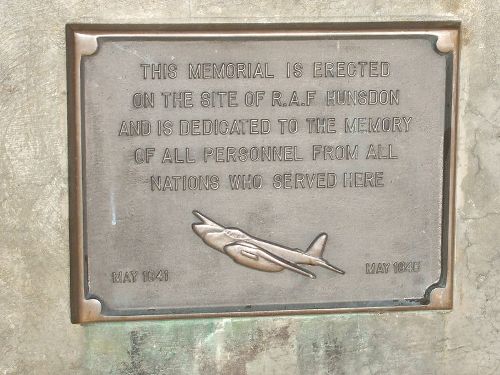 THIS MEMORIAL IS ERECTED
ON THE SITE OF R.A.F HUNSDON
AND IS DEDICATED TO THE MEMORY
OF ALL PERSONNEL FROM ALL
NATIONS WHO SERVED HERE
MAY 1941
MAY